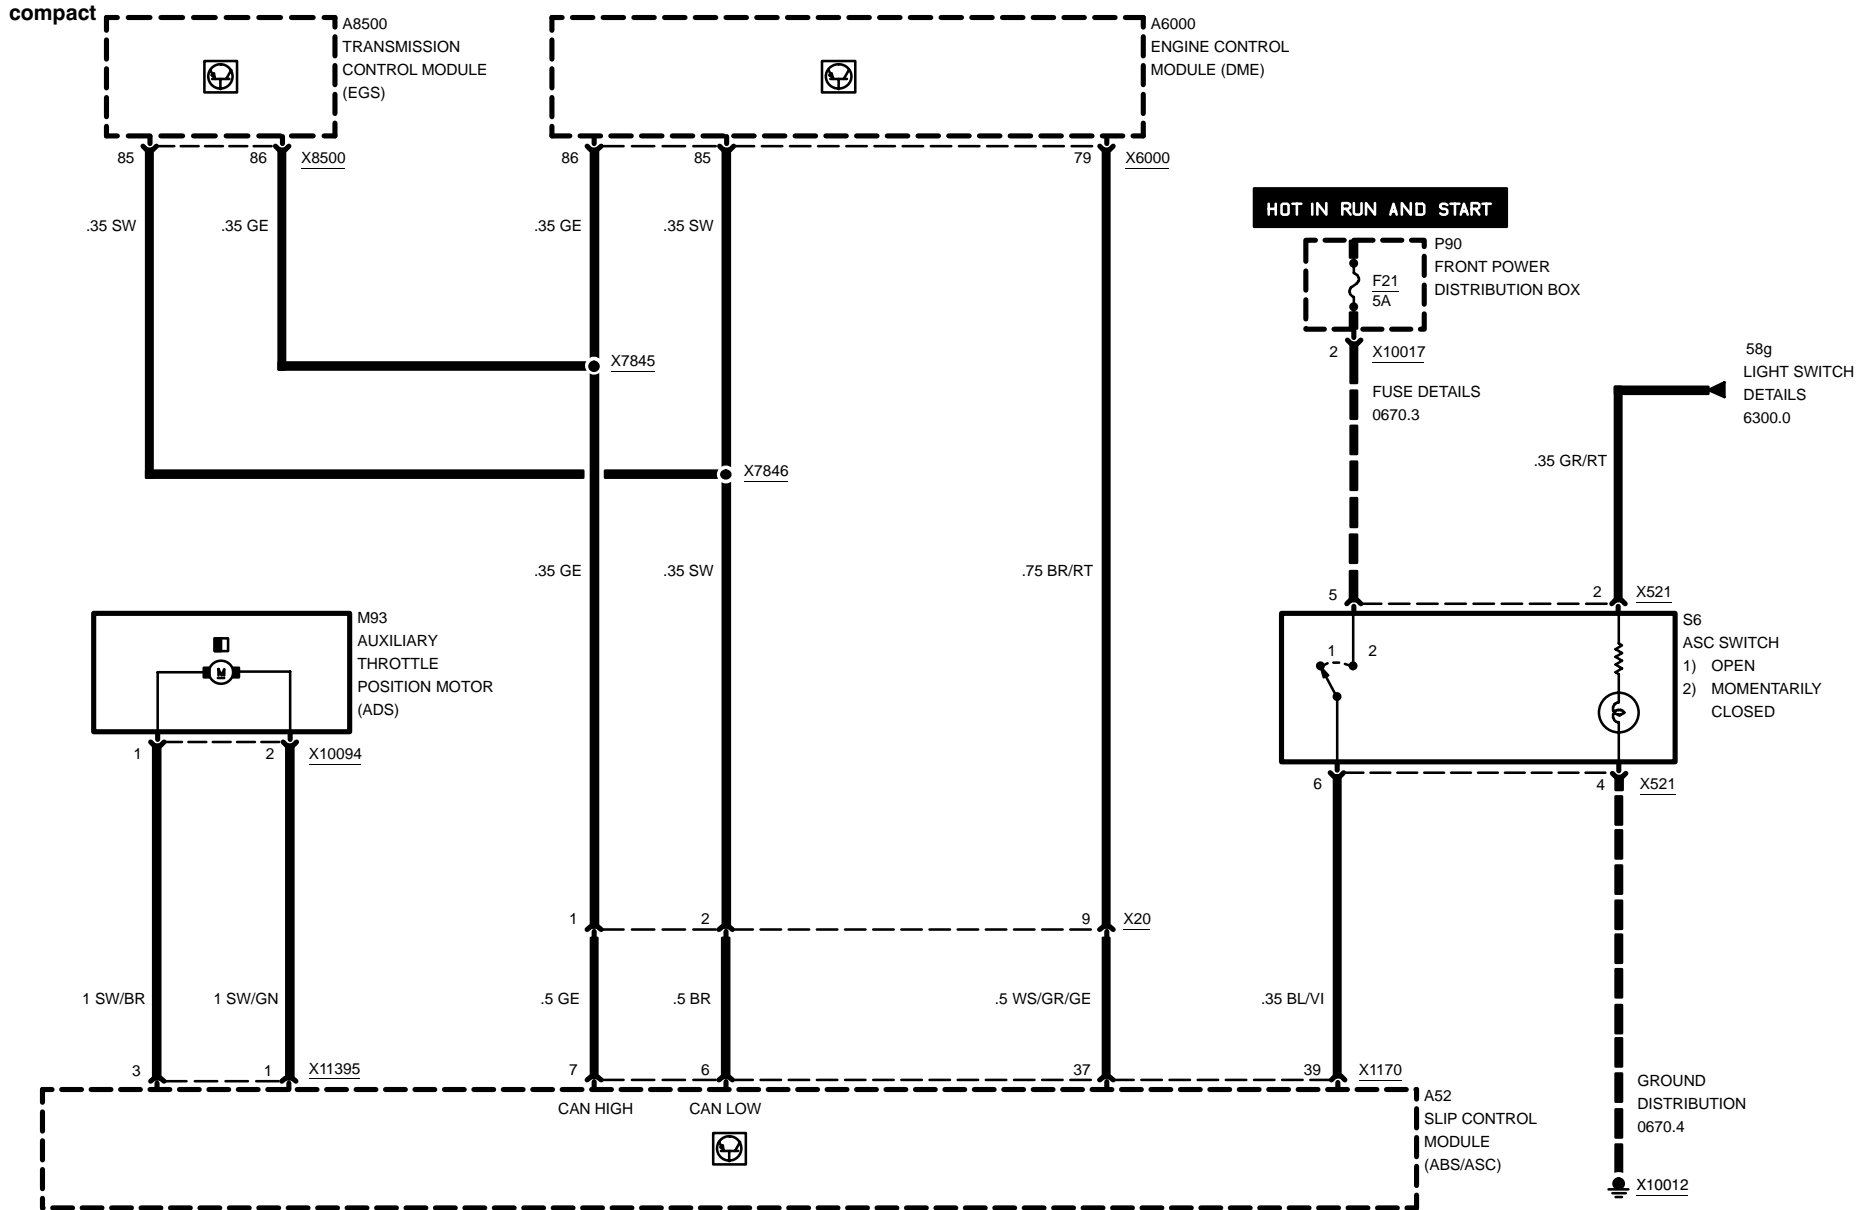 compact
A8500
TRANSMISSION
CONTROL MODULE
(EGS)
A6000
ENGINE CONTROL
MODULE (DME)
85
86
X8500
86
85
79
X6000
.35 SW
.35 GE
.35 GE
.35 SW
HOT IN RUN AND START
P90
FRONT POWER
DISTRIBUTION BOX
F21
5A
2
X10017
FUSE DETAILS
0670.3
58g
LIGHT SWITCH
DETAILS
6300.0
X7845
X7846
.35 GR/RT
.35 GE
.35 SW
.75 BR/RT
5
2
X521
M93
AUXILIARY
THROTTLE
POSITION MOTOR
(ADS)
M
S6
ASC SWITCH
1) OPEN
2) MOMENTARILY
CLOSED
1
2
1
2
X10094
6
4
X521
1
2
9
X20
1 SW/BR
1 SW/GN
.5 GE
.5 BR
.5 WS/GR/GE
.35 BL/VI
3
1
X11395
7
6
37
39
X1170
CAN HIGH
CAN LOW
A52
SLIP CONTROL
MODULE
(ABS/ASC)
GROUND
DISTRIBUTION
0670.4
X10012